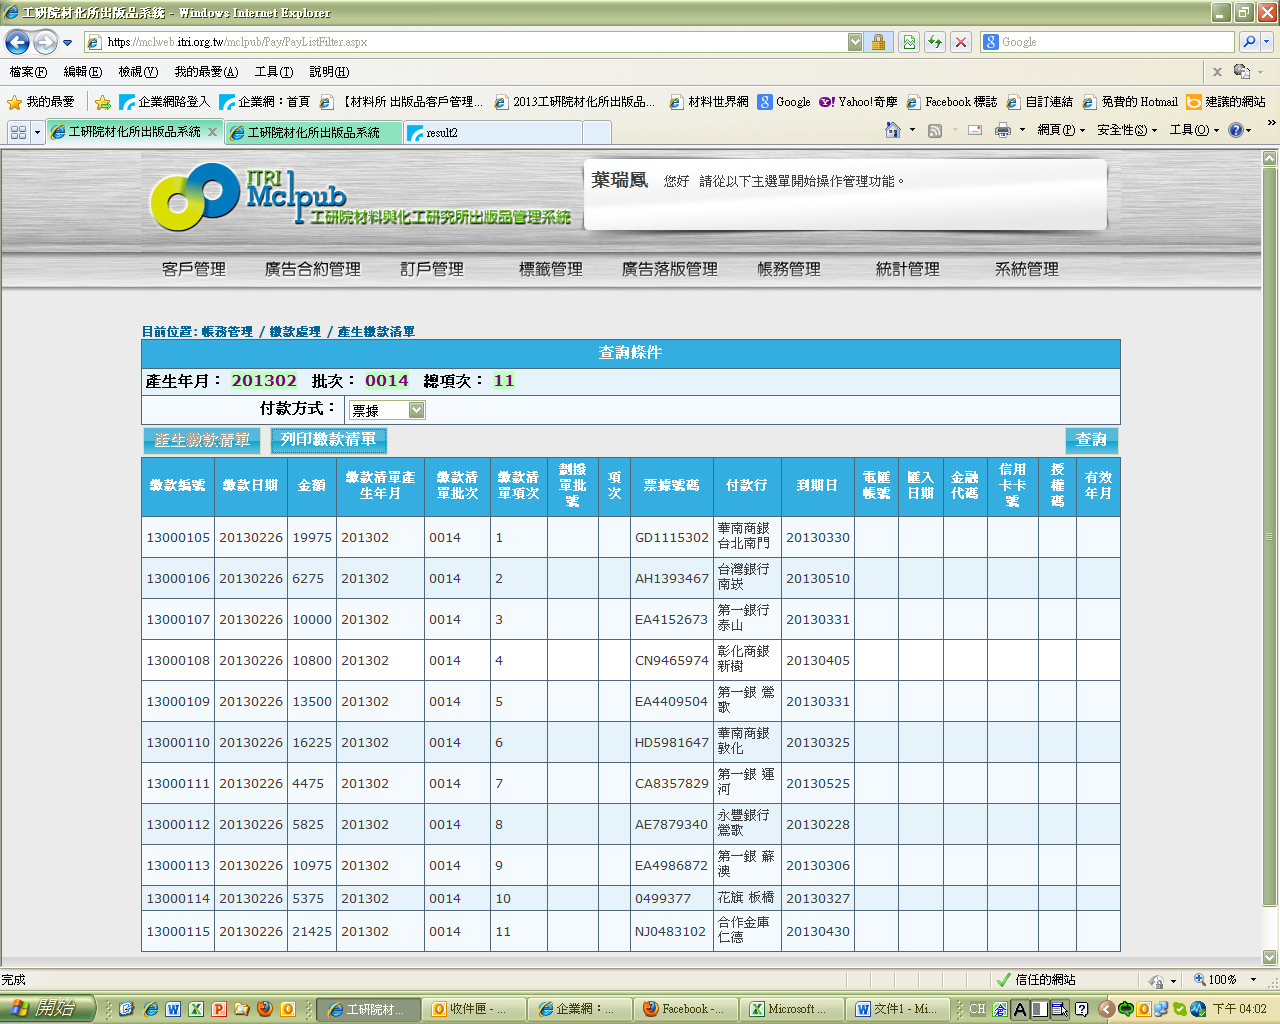 工研院材化所出版品系統 - Windows Internet Explorer
https://mclweb.itri.org.tw/mclpub/Pay/PayListFilter.aspx
Google
檔案(F) 編輯(E) 檢視(V) 我的最愛(A) 工具(T) 說明(H)
我的最愛 企業網路登入 企業網：首頁 【材料所 出版品客戶管理... 2013工研院材化所出版品... 材料世界網 Google Yahoo!奇摩 Facebook 標誌 自訂連結 免費的 Hotmail 建議的網站
工研院材化所出版品系統 工研院材化所出版品系統 result2 網頁(P) 安全性(S) 工具(O)
ITRI
Mclpub
工研院材料與化工研究所出版品管理系統
葉瑞鳳 您好 請從以下主選單開始操作管理功能。
客戶管理 廣告合約管理 訂戶管理 標籤管理 廣告落版管理 帳務管理 統計管理 系統管理
目前位置: 帳務管理 / 繳款處理 / 產生繳款清單
查詢條件
產生年月： 201302 批次： 0014 總項次： 11
付款方式： 票據
產生繳款清單 列印繳款清單 查詢
繳款編號 繳款日期 金額 繳款清單產生年月 繳款清單批次 繳款清單項次 劃撥單批號 項次 票據號碼 付款行 到期日 電匯帳號 匯入日期 金融代碼 信用卡卡號 授權碼 有效年月
13000105 20130226 19975 201302 0014 1 GD1115302 華南商銀台北南門 20130330
13000106 20130226 6275 201302 0014 2 AH1393467 台灣銀行南崁 20130510
13000107 20130226 10000 201302 0014 3 EA4152673 第一銀行泰山 20130331
13000108 20130226 10800 201302 0014 4 CN9465974 彰化商銀新樹 20130405
13000109 20130226 13500 201302 0014 5 EA4409504 第一銀 鶯歌 20130331
13000110 20130226 16225 201302 0014 6 HD5981647 華南商銀敦化 20130325
13000111 20130226 4475 201302 0014 7 CA8357829 第一銀 運河 20130525
13000112 20130226 5825 201302 0014 8 AE7879340 永豐銀行鶯歌 20130228
13000113 20130226 10975 201302 0014 9 EA4986872 第一銀 蘇澳 20130306
13000114 20130226 5375 201302 0014 10 0499377 花旗 板橋 20130327
13000115 20130226 21425 201302 0014 11 NJ0483102 合作金庫仁德 20130430
完成 信任的網站 100%
開始 工研院材... 收件匣 - ... 企業網：... Facebook -... Microsoft ... 文件1 - Mi... CH 下午 04:02